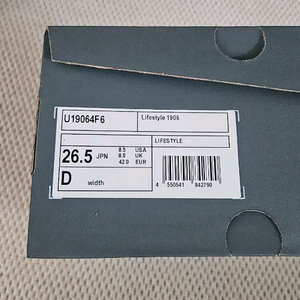 U19064F6
Lifestyle 1906
LIFESTYLE
26.5 JPN
8.5 USA
8.0 UK
42.0 EUR
D width
4 550541 842790